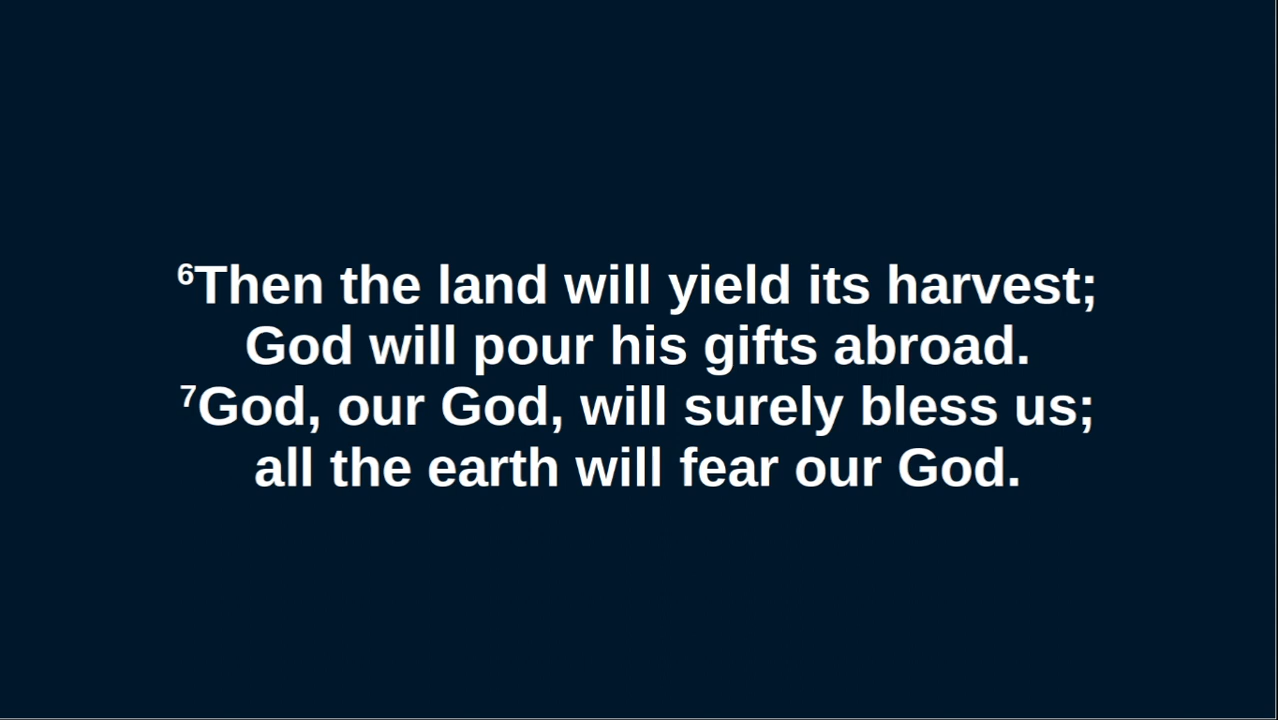 ⁶Then the land will yield its harvest;
God will pour his gifts abroad.
⁷God, our God, will surely bless us;
all the earth will fear our God.